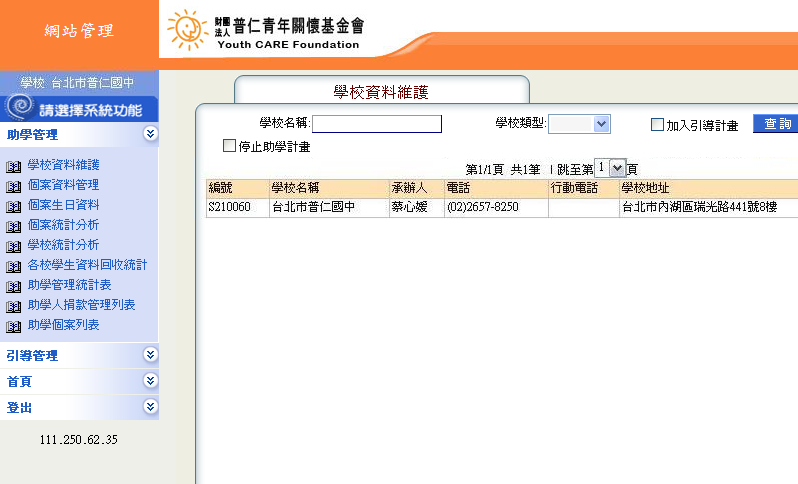 網站管理
財團法人 普仁青年關懷基金會
Youth CARE Foundation
學校: 台北市普仁國中
請選擇系統功能
助學管理
學校資料維護
個案資料管理
個案生日資料
個案統計分析
學校統計分析
各校學生資料回收統計
助學管理統計表
助學人捐款管理列表
助學個案列表
引導管理
首頁
登出
111.250.62.35
學校資料維護
學校名稱: 學校類型: 加入引導計畫 查詢
停止助學計畫
第1/1頁 共1筆 | 跳至第 1 頁
編號 學校名稱 承辦人 電話 行動電話 學校地址
S210060 台北市普仁國中 蔡心媛 (02)2657-8250 台北市內湖區瑞光路441號8樓